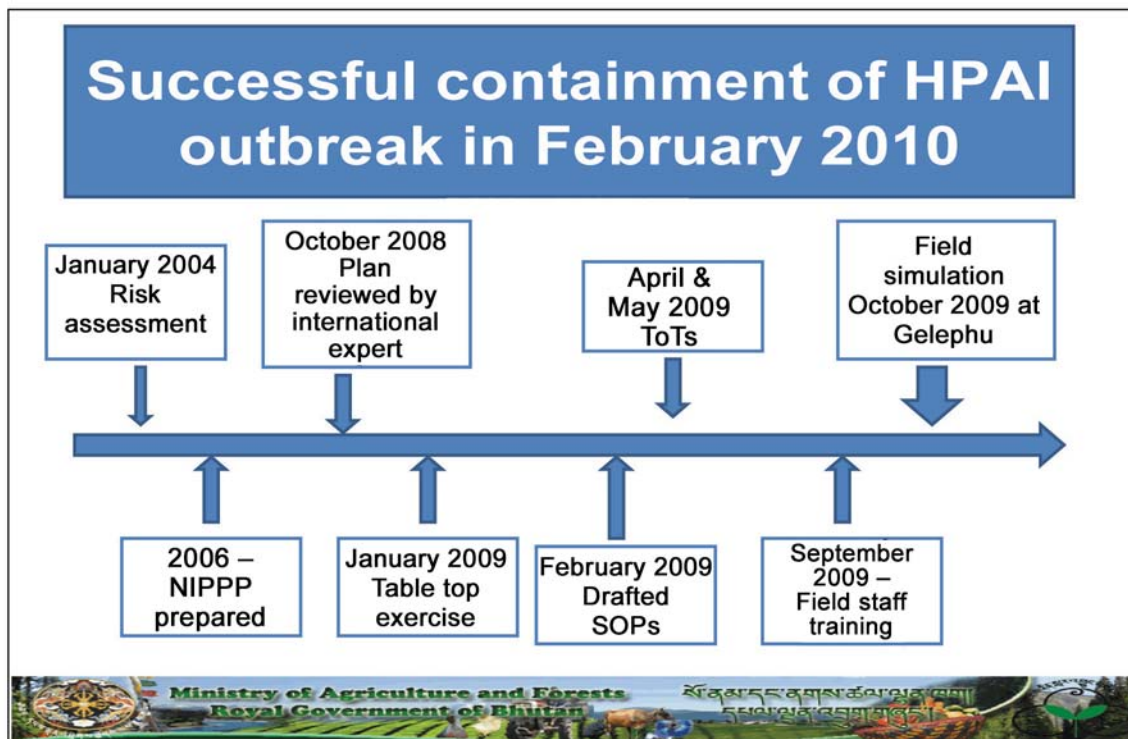 Successful containment of HPAI
outbreak in February 2010
January 2004
Risk
assessment
October 2008
Plan
reviewed by
international
expert
April &
May 2009
ToTs
Field
simulation
October 2009 at
Gelephu
2006 –
NIPPP
prepared
January 2009
Table top
exercise
February 2009
Drafted
SOPs
September
2009 –
Field staff
training
Ministry of Agriculture and Forests
Royal Government of Bhutan